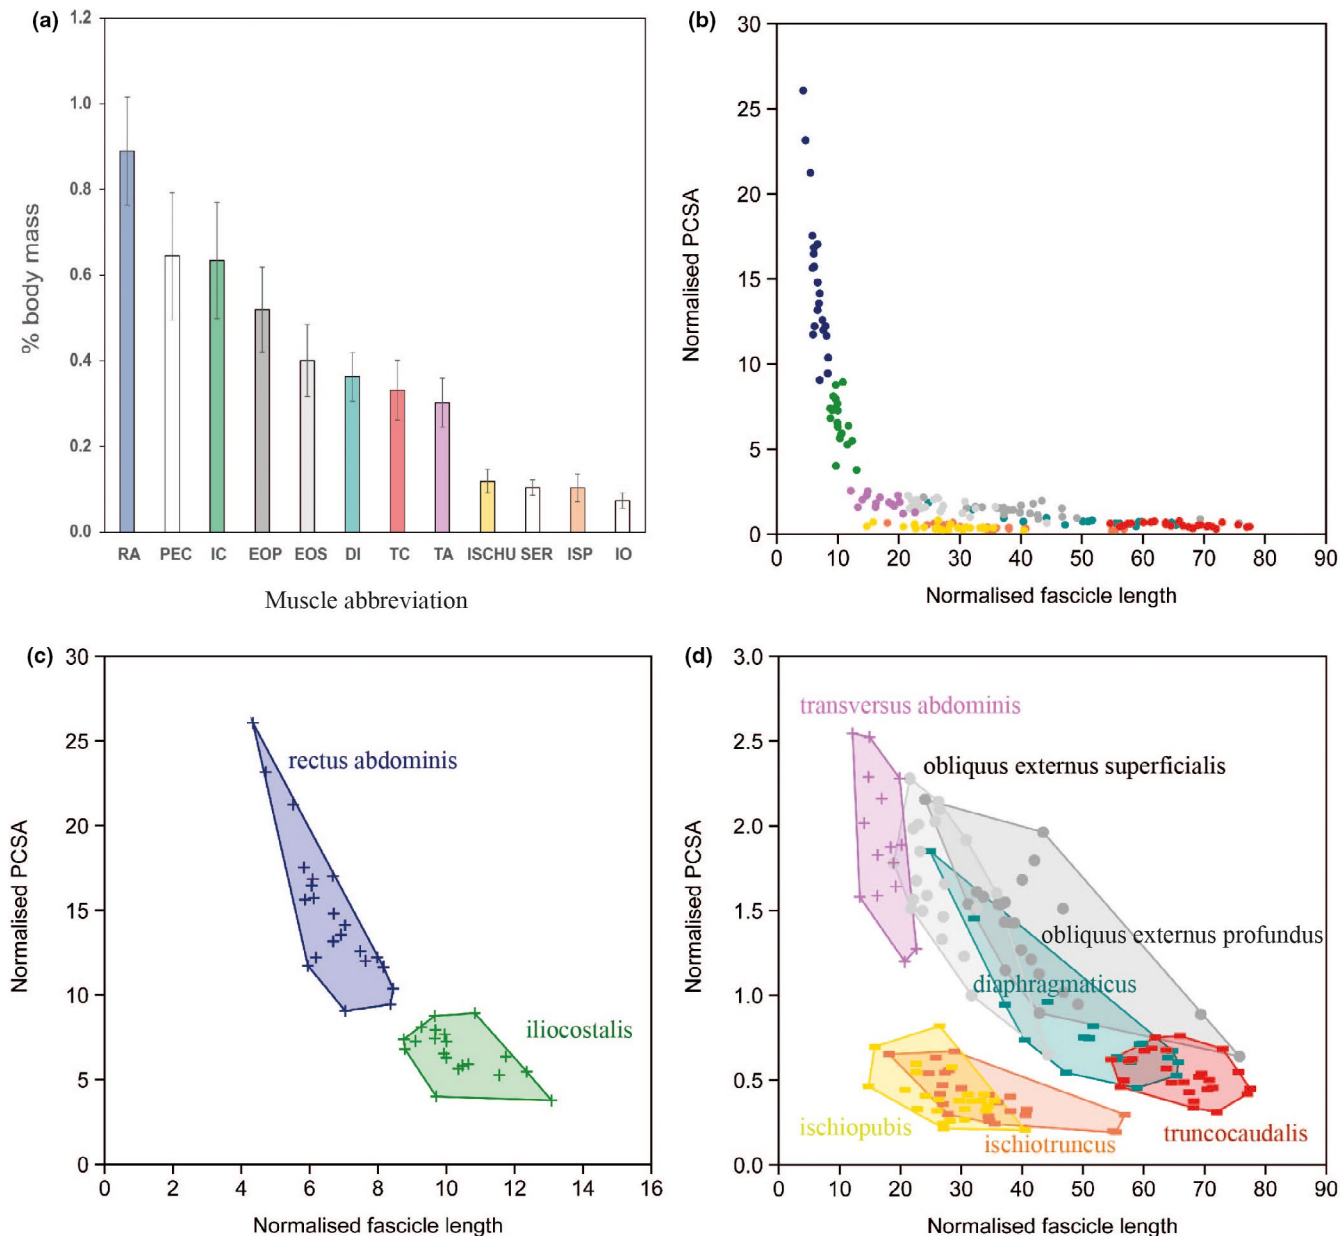 (a)
1.2
1.0
0.8
0.6
0.4
0.2
0.0
% body mass
RA PEC IC EOP EOS DI TC TA ISCHU SER ISP IO
Muscle abbreviation
(b)
30
25
20
15
10
5
0
Normalised PCSA
0 10 20 30 40 50 60 70 80 90
Normalised fascicle length
(c)
30
25
20
15
10
5
0
Normalised PCSA
rectus abdominis
iliocostalis
0 2 4 6 8 10 12 14 16
Normalised fascicle length
(d)
3.0
2.5
2.0
1.5
1.0
0.5
0.0
Normalised PCSA
transversus abdominis
obliquus externus superficialis
obliquus externus profundus
diaphragmaticus
ischiopubis
ischiotruncus
truncocaudalis
0 10 20 30 40 50 60 70 80 90
Normalised fascicle length